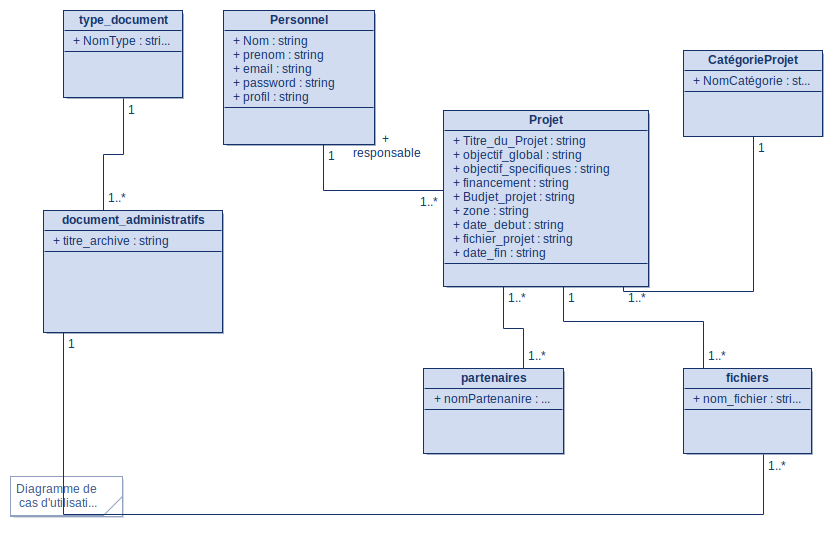 type_document
+ NomType : stri...
1
1..*
Personnel
+ Nom : string
+ prenom : string
+ email : string
+ password : string
+ profil : string
1
+
responsable
1..*
CatégorieProjet
+ NomCatégorie : st...
1
1..*
Projet
+ Titre_du_Projet : string
+ objectif_global : string
+ objectif_specifiques : string
+ financement : string
+ Budjet_projet : string
+ zone : string
+ date_debut : string
+ fichier_projet : string
+ date_fin : string
1..*
1
document_administratifs
+ titre_archive : string
1
1..*
partenaires
+ nomPartenanire : ...
1..*
fichiers
+ nom_fichier : stri...
1..*
Diagramme de
cas d'utilisati...